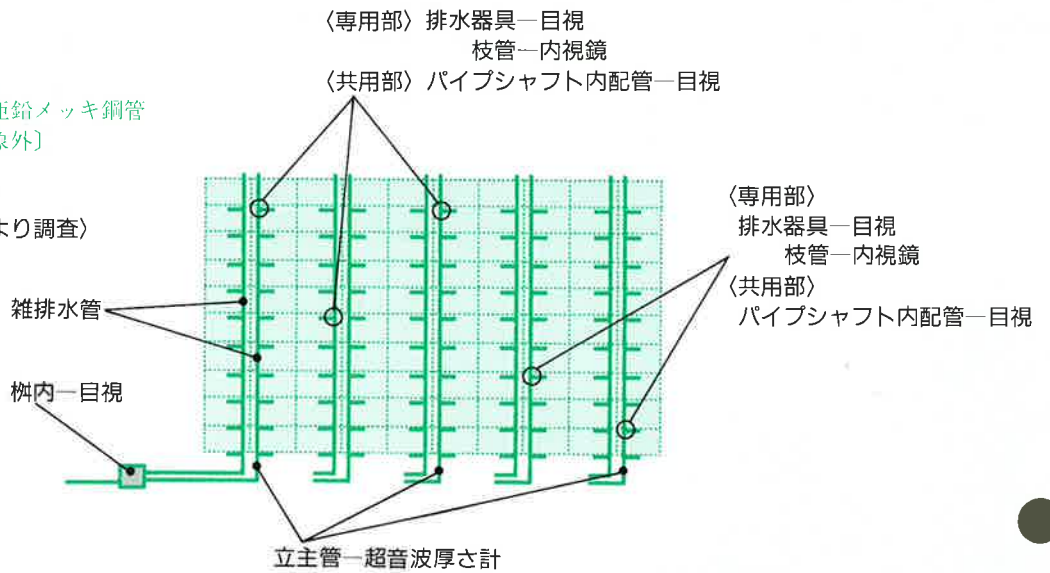 〈専用部〉排水器具―目視
枝管―内視鏡
〈共用部〉パイプシャフト内配管―目視
亜鉛メッキ鋼管
象外〕
より調査〉
雑排水管
桝内―目視
〈専用部〉
排水器具―目視
枝管―内視鏡
〈共用部〉
パイプシャフト内配管―目視
立主管―超音波厚さ計